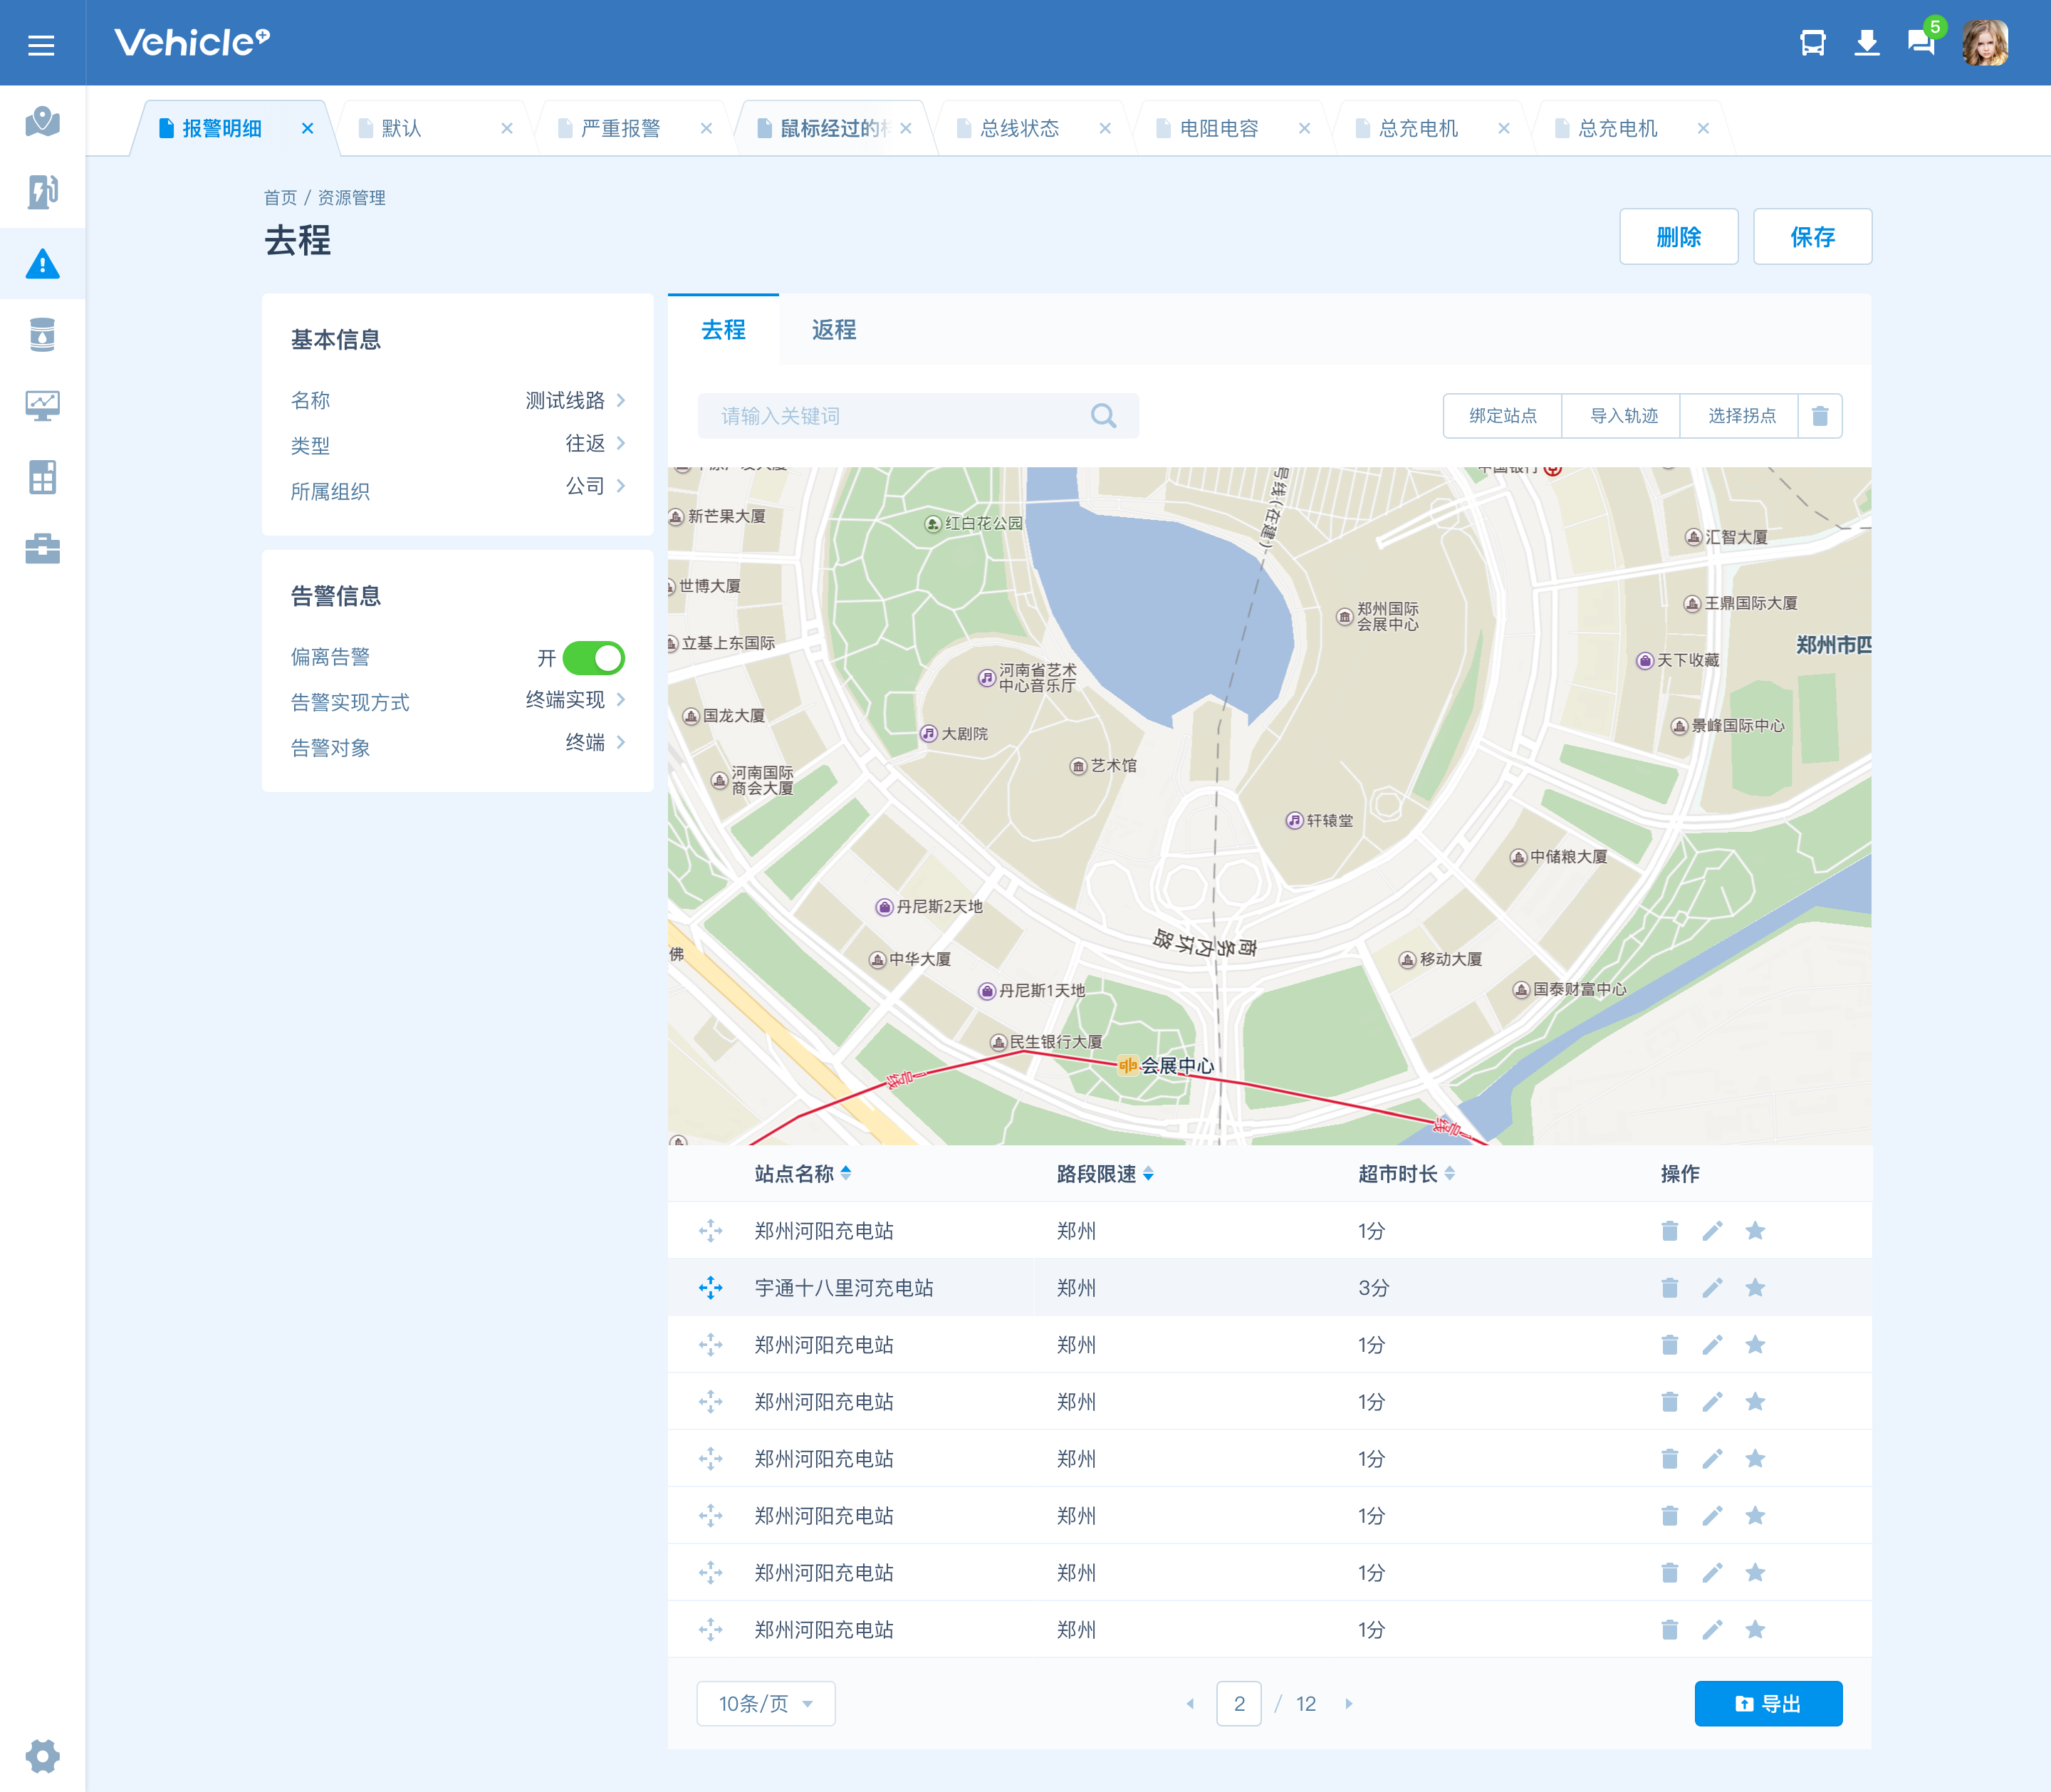 Vehicle+
5
报警明细
默认
严重报警
鼠标经过的
总线状态
电阻电容
总充电机
总充电机
首页 / 资源管理
去程
删除
保存
基本信息
名称 测试线路
类型 往返
所属组织 公司
告警信息
偏离告警 开
告警实现方式 终端实现
告警对象 终端
去程
返程
请输入关键词
绑定站点
导入轨迹
选择拐点
中国银行
新芒果大厦
红白花公园
号线(在建)
汇智大厦
世博大厦
郑州国际
会展中心
王鼎国际大厦
立基上东国际
郑州市四
天下收藏
河南省艺术
中心音乐厅
国龙大厦
大剧院
景峰国际中心
艺术馆
河南国际
商会大厦
轩辕堂
中储粮大厦
丹尼斯2天地
商务内环路
佛
中华大厦
移动大厦
丹尼斯1天地
国泰财富中心
民生银行大厦
会展中心
一号线
一号线
站点名称 路段限速 超市时长 操作
郑州河阳充电站 郑州 1分
宇通十八里河充电站 郑州 3分
郑州河阳充电站 郑州 1分
郑州河阳充电站 郑州 1分
郑州河阳充电站 郑州 1分
郑州河阳充电站 郑州 1分
郑州河阳充电站 郑州 1分
郑州河阳充电站 郑州 1分
10条/页
2 / 12
导出